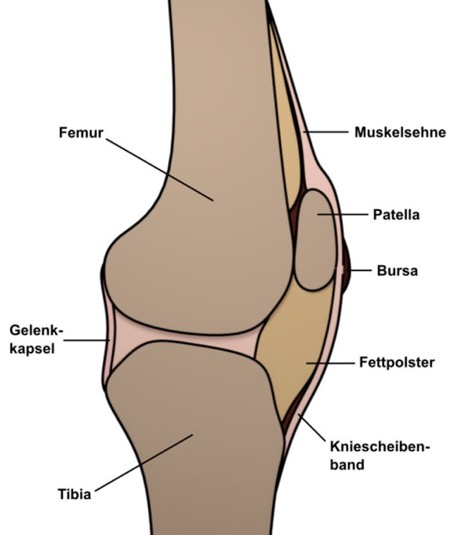 Femur
Muskelsehne
Patella
Bursa
Gelenk-
kapsel
Fettpolster
Kniescheiben-
band
Tibia